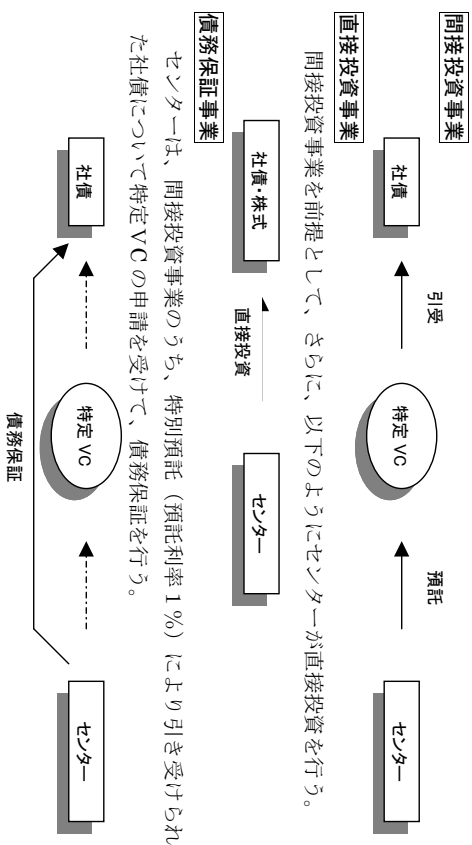 間接投資事業
社債
引受
特定 VC
預託
センター
直接投資事業
間接投資事業を前提として、さらに、以下のようにセンターが直接投資を行う。
社債・株式
直接投資
センター
債務保証事業
センターは、間接投資事業のうち、特別預託（預託利率１%）により引き受けられ
た社債について特定VCの申請を受けて、債務保証を行う。
社債
特定 VC
センター
債務保証